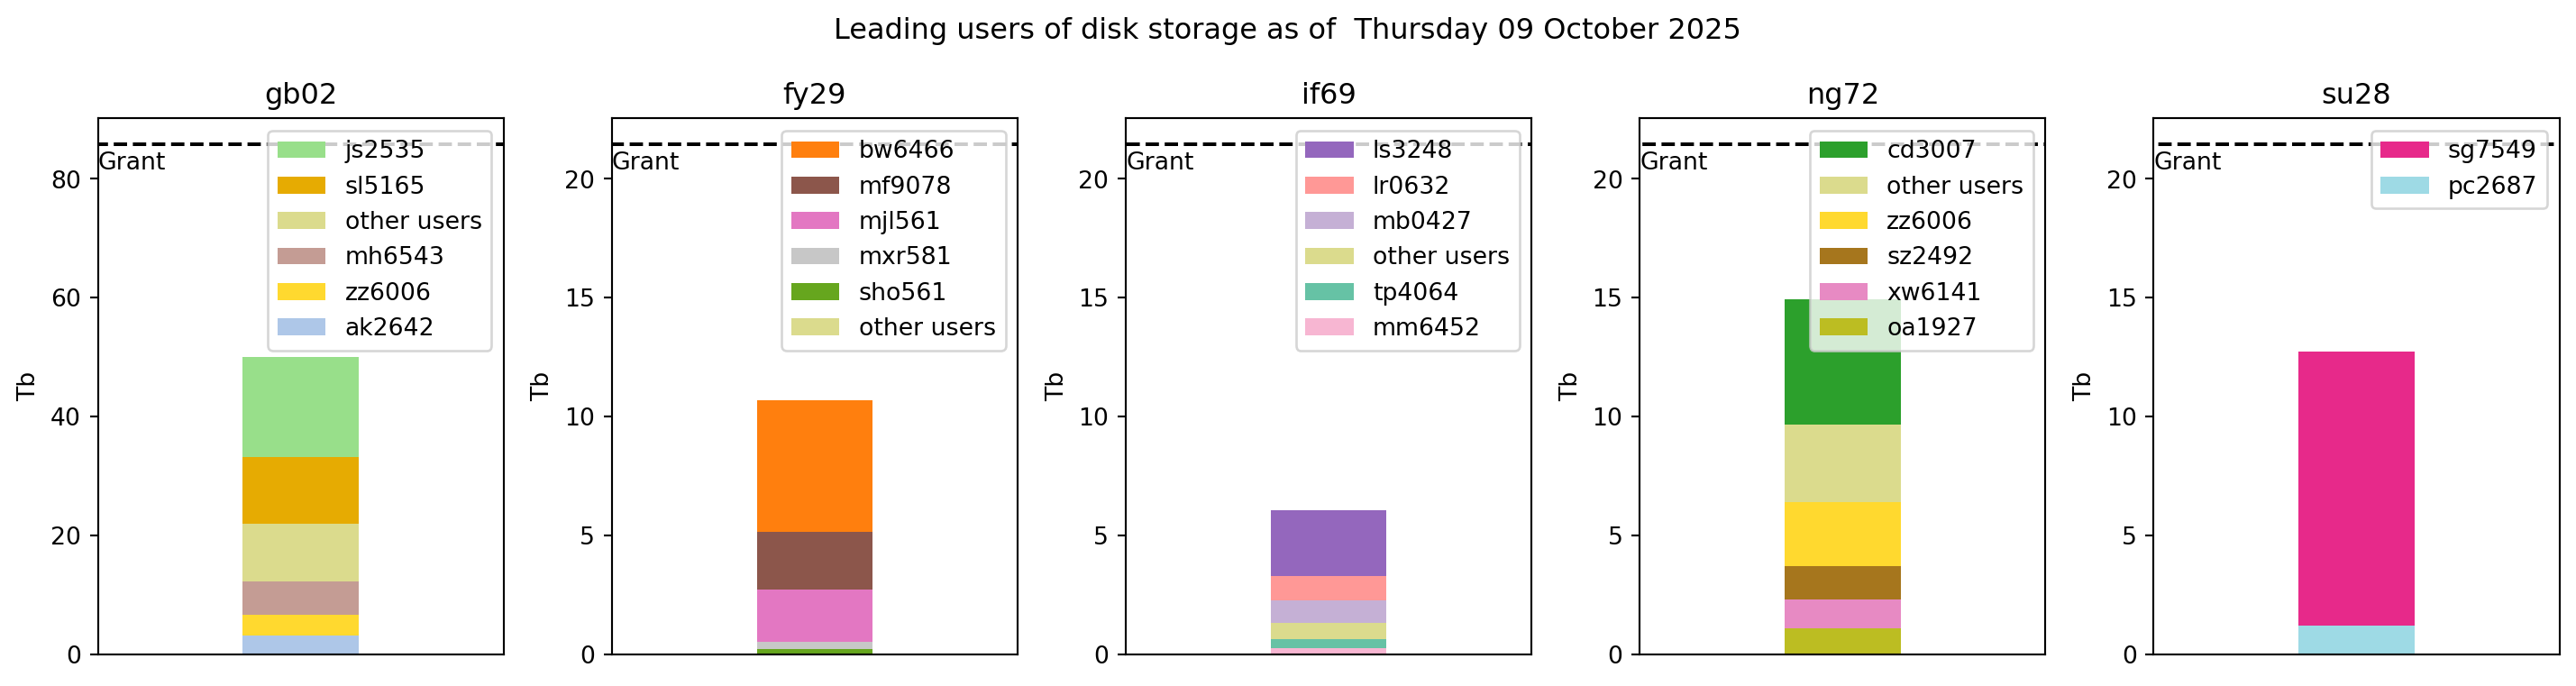 Leading users of disk storage as of  Thursday 09 October 2025
gb02
Grant
js2535
sl5165
other users
mh6543
zz6006
ak2642
80
60
40
20
0
Tb
fy29
Grant
bw6466
mf9078
mjl561
mxr581
sho561
other users
20
15
10
5
0
Tb
if69
Grant
ls3248
lr0632
mb0427
other users
tp4064
mm6452
20
15
10
5
0
Tb
ng72
Grant
cd3007
other users
zz6006
sz2492
xw6141
oa1927
20
15
10
5
0
Tb
su28
Grant
sg7549
pc2687
20
15
10
5
0
Tb